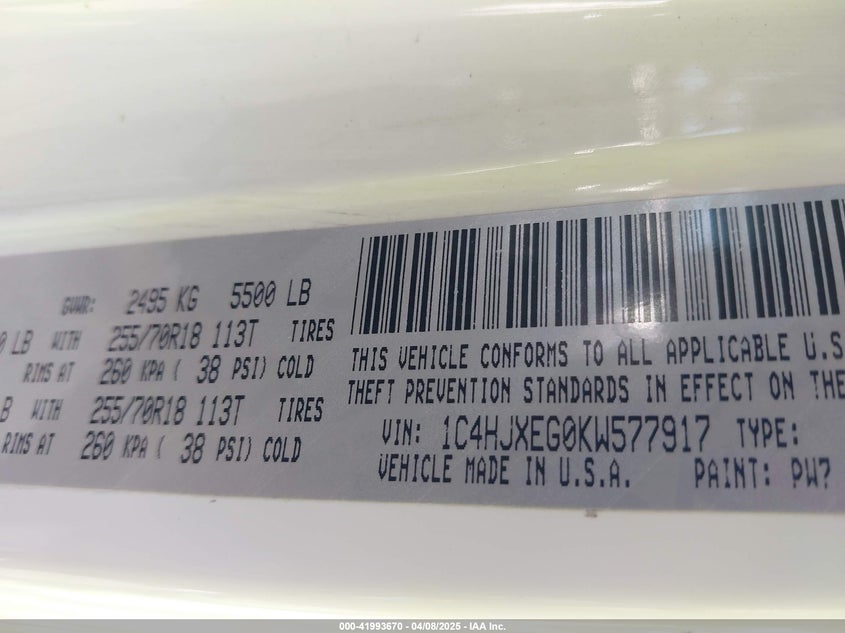 GVWR: 2495 KG 5500 LB
0 LB WITH 255/70R18 113T TIRES
RIMS AT 260 KPA ( 38 PSI) COLD
B WITH 255/70R18 113T TIRES
RIMS AT 260 KPA ( 38 PSI) COLD
THIS VEHICLE CONFORMS TO ALL APPLICABLE U.S
THEFT PREVENTION STANDARDS IN EFFECT ON THE
VIN: 1C4HJXEG0KW577917 TYPE:
VEHICLE MADE IN U.S.A. PAINT: PW7
000-41993670 - 04/08/2025 - IAA Inc.